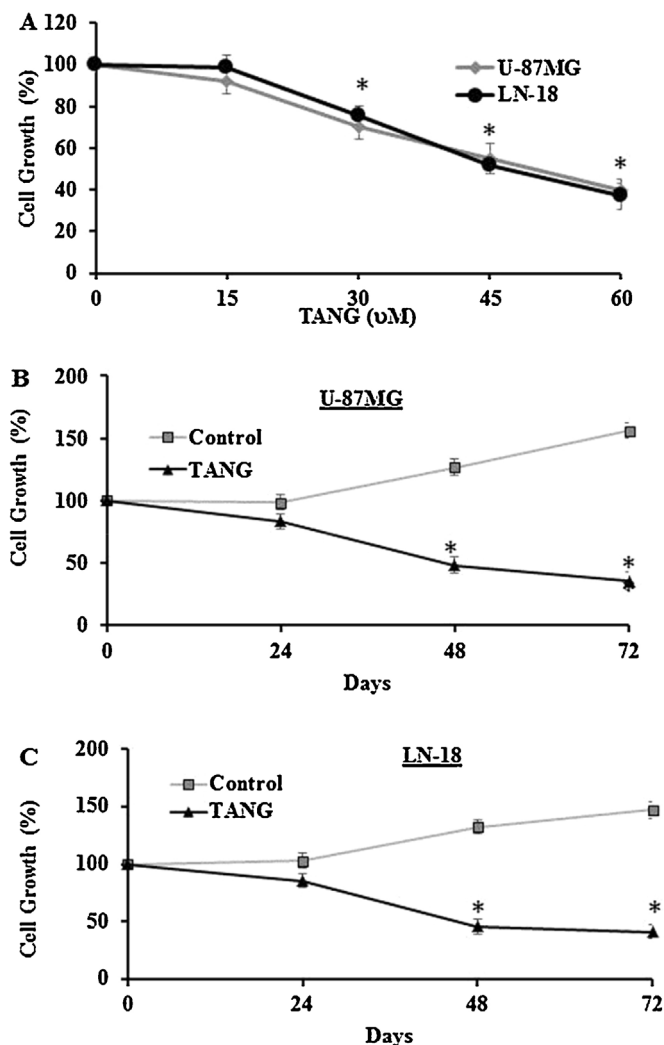 A
120
100
80
60
40
20
0
Cell Growth (%)
U-87MG
LN-18
*
*
*
0 15 30 45 60
TANG (υM)
B
U-87MG
200
150
100
50
0
Cell Growth (%)
Control
TANG
*
*
*
0 24 48 72
Days
C
LN-18
200
150
100
50
0
Cell Growth (%)
Control
TANG
*
*
0 24 48 72
Days